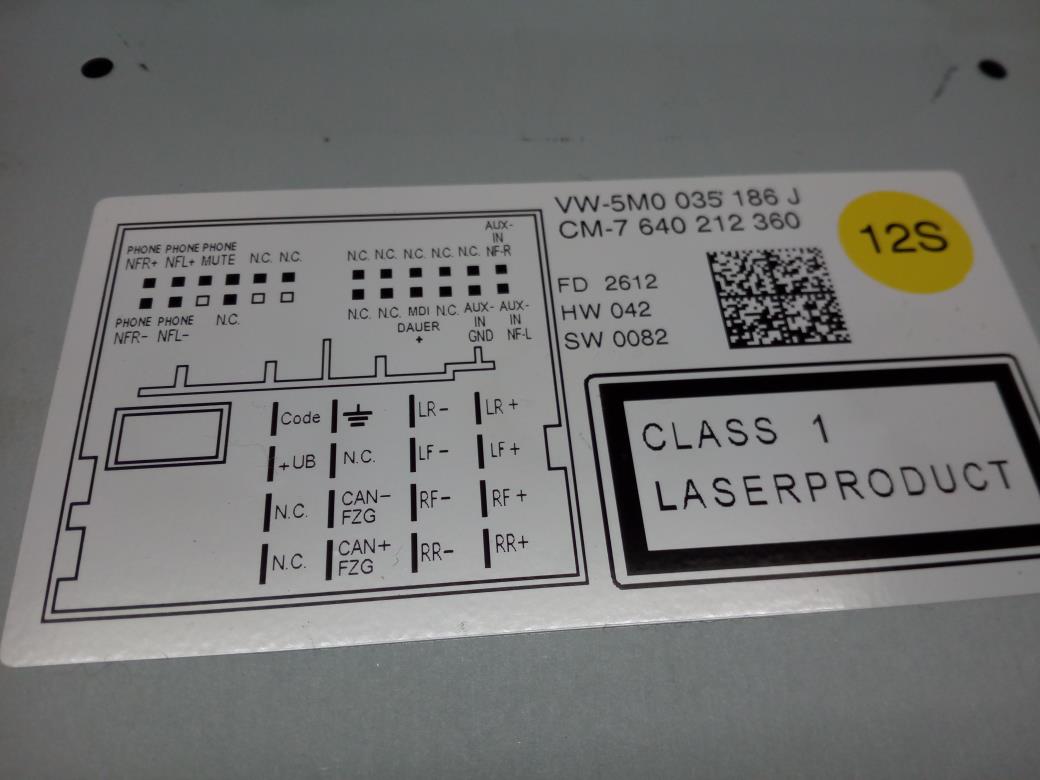 VW-5M0 035 186 J
CM-7 640 212 360
12S
FD 2612
HW 042
SW 0082
CLASS 1
LASERPRODUCT
PHONE PHONE PHONE
NFR+ NFL+ MUTE N.C. N.C.
PHONE PHONE N.C.
NFR- NFL-
AUX-
IN
N.C. N.C. N.C. N.C. N.C. NF-R
N.C. N.C. MDI N.C. AUX- AUX-
DAUER IN IN
+ GND NF-L
Code LR- LR+
+UB N.C. LF- LF+
N.C. CAN- RF- RF+
FZG
N.C. CAN+ RR- RR+
FZG